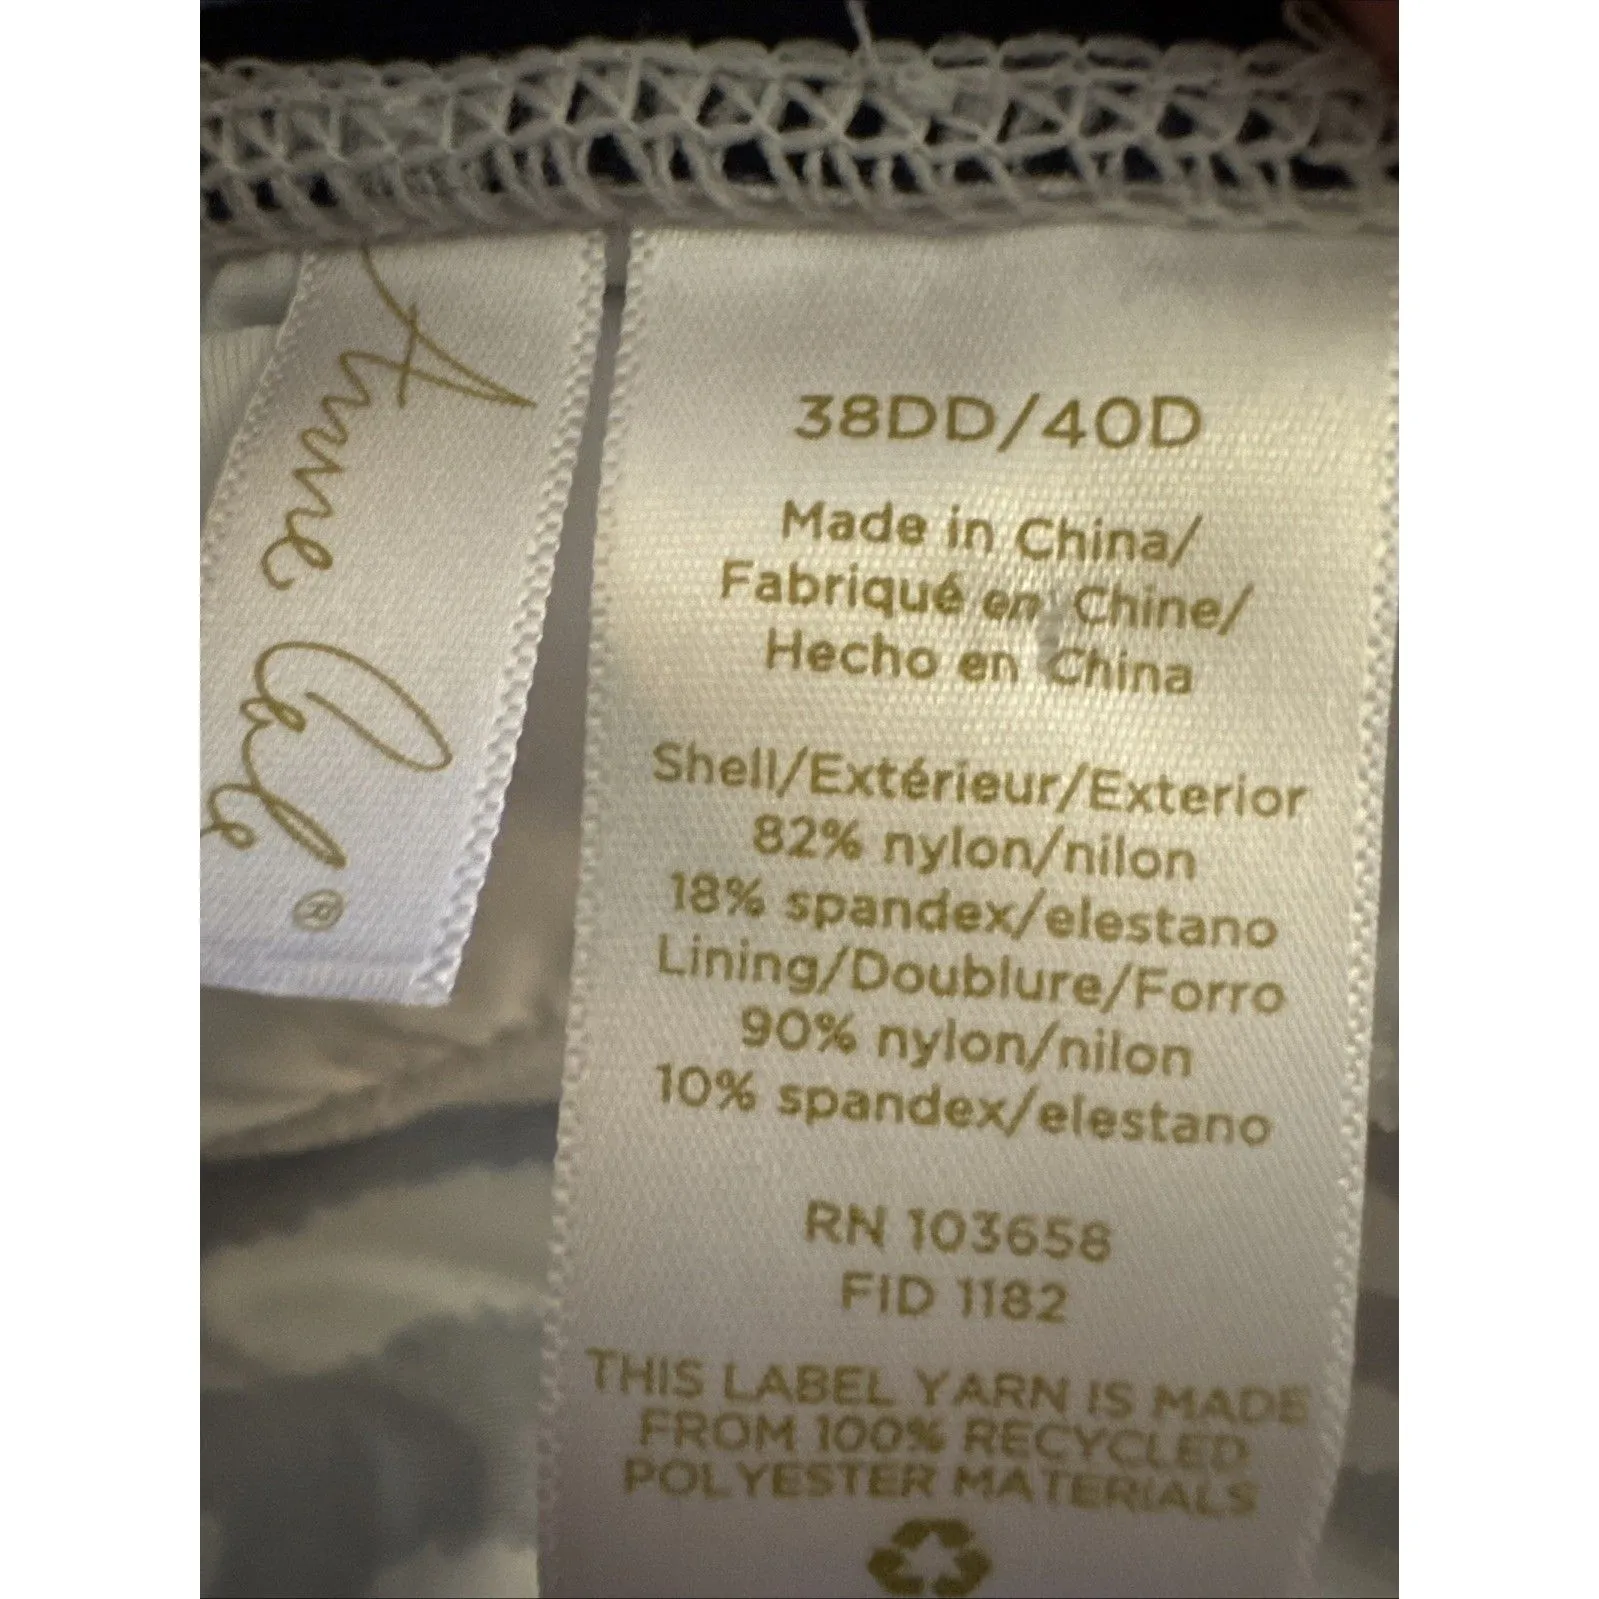 Anne Cole®
38DD/40D
Made in China/
Fabriqué en Chine/
Hecho en China
Shell/Extérieur/Exterior
82% nylon/nilon
18% spandex/elestano
Lining/Doublure/Forro
90% nylon/nilon
10% spandex/elestano
RN 103658
FID 1182
THIS LABEL YARN IS MADE
FROM 100% RECYCLED
POLYESTER MATERIALS